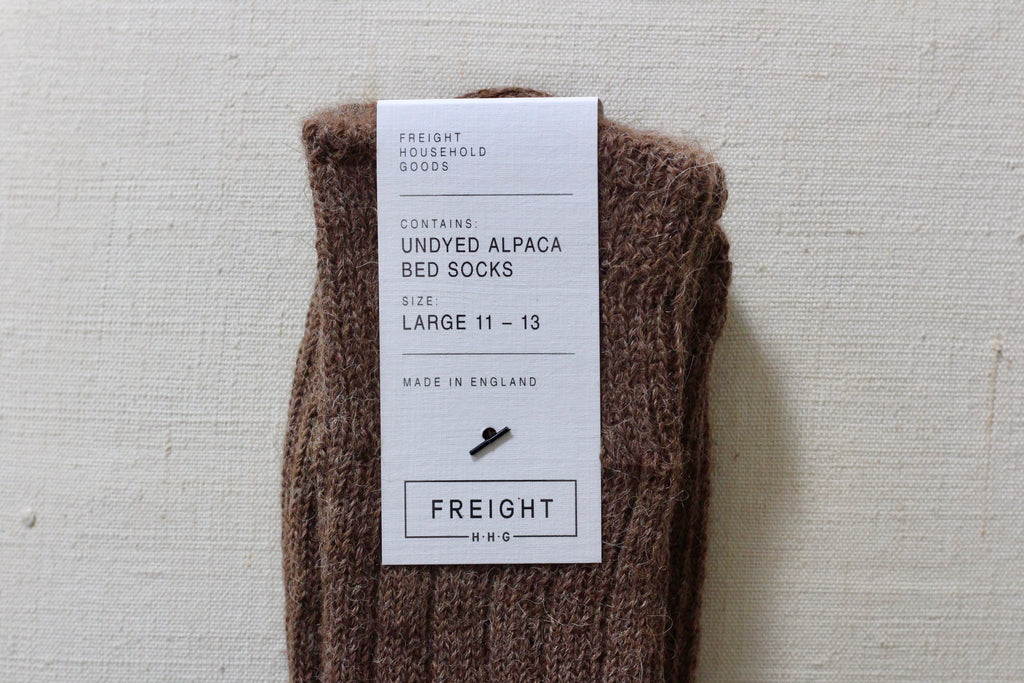 FREIGHT
HOUSEHOLD
GOODS
CONTAINS:
UNDYED ALPACA
BED SOCKS
SIZE:
LARGE 11 – 13
MADE IN ENGLAND
FREIGHT
H·H·G